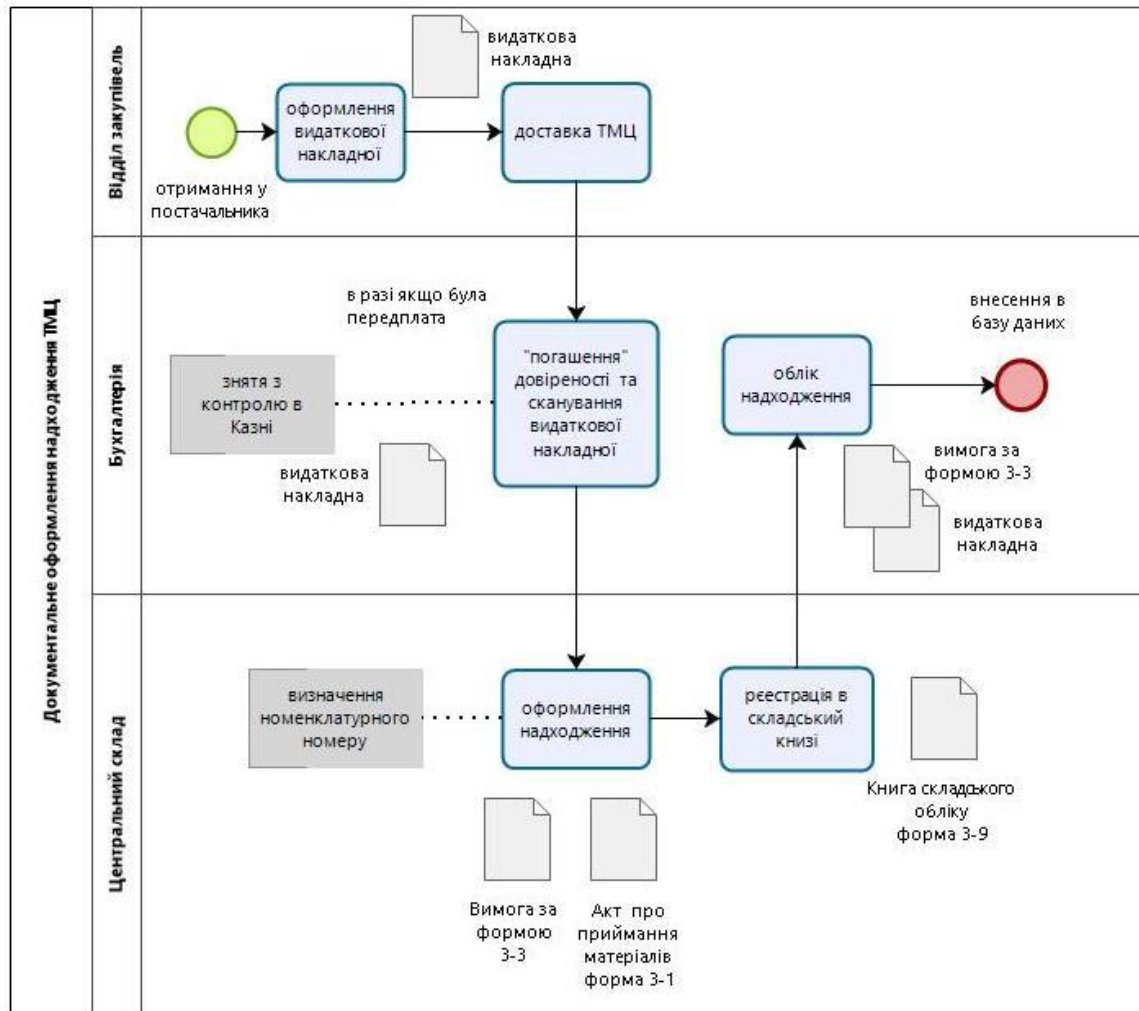 Документальне оформлення надходження ТМЦ
Відділ закупівель
видаткова
накладна
оформлення
видаткової
накладної
доставка ТМЦ
отримання у
постачальника
Бухгалтерія
в разі якщо була
передплата
внесення в
базу даних
"погашення"
довіреності та
сканування
видаткової
накладної
облік
надходження
знятя з
контролю в
Казні
видаткова
накладна
вимога за
формою 3-3
видаткова
накладна
Центральний склад
визначення
номенклатурного
номеру
оформлення
надходження
реєстрація в
складський
книзі
Книга складського
обліку
форма 3-9
Вимога за
формою
3-3
Акт про
приймання
матеріалів
форма 3-1